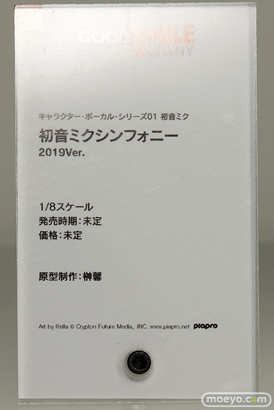 GOOD SMILE
COMPANY
キャラクター・ボーカル・シリーズ01 初音ミク
初音ミクシンフォニー
2019Ver.
1/8スケール
発売時期:未定
価格:未定
原型制作:榊馨
Art by Rella © Crypton Future Media, INC. www.piapro.net piapro
moeyo.com